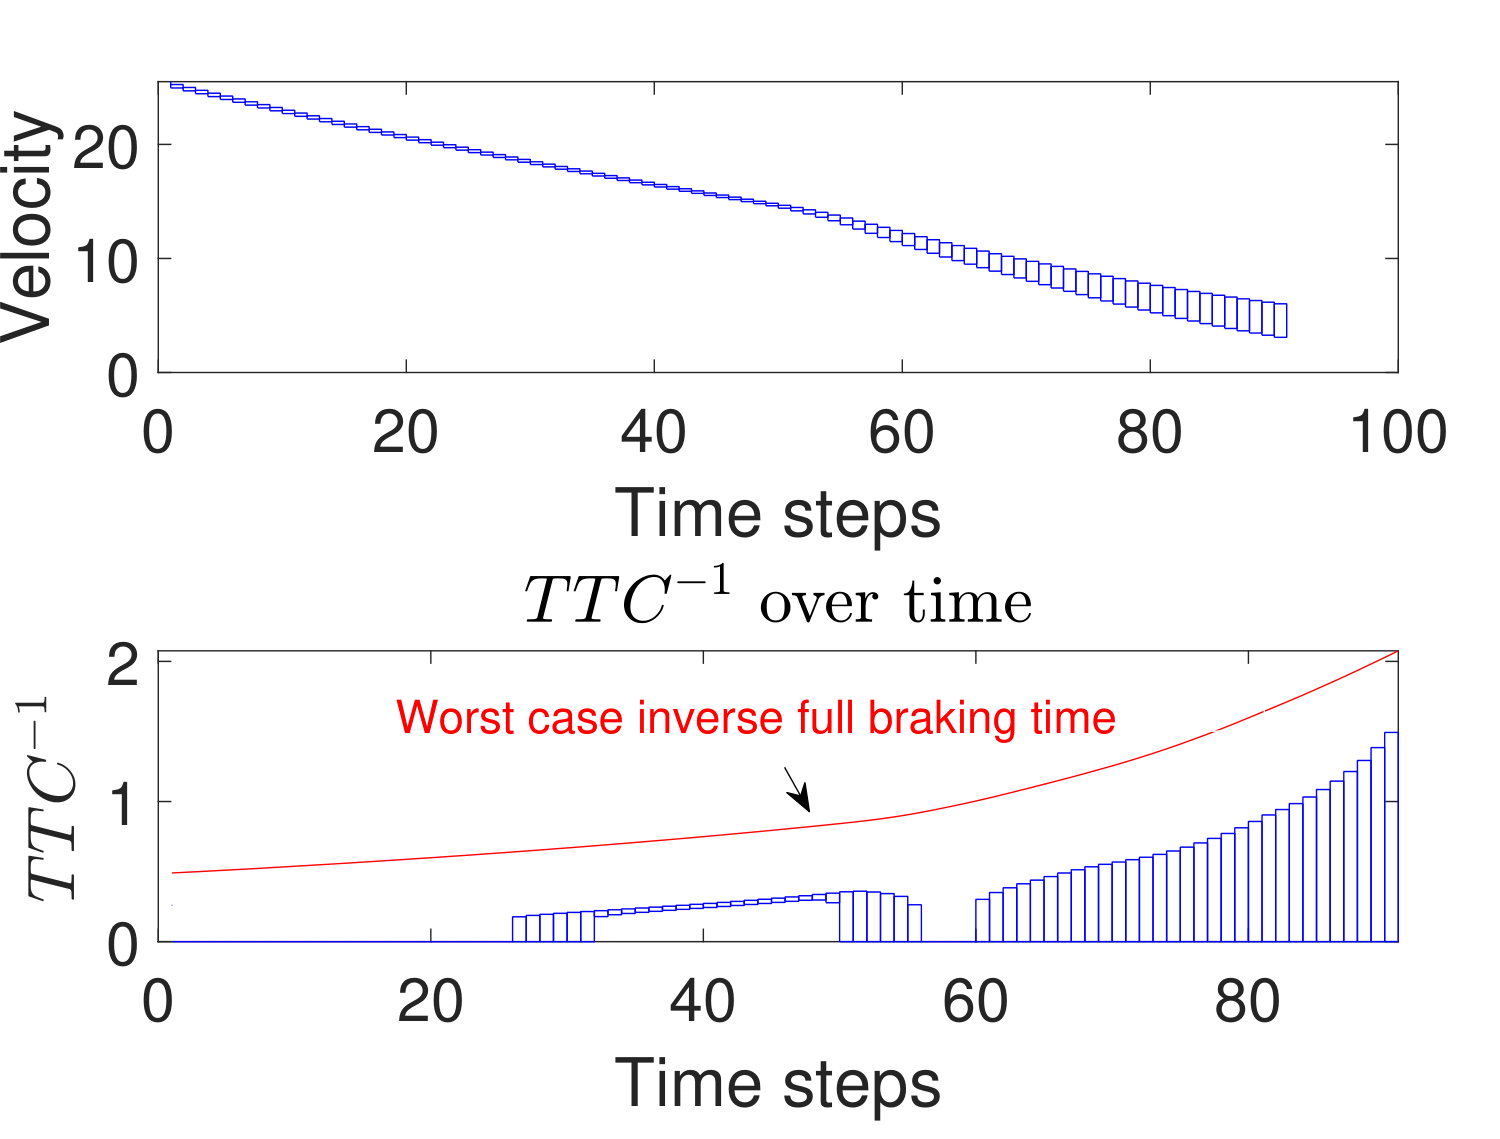 Velocity
20
10
0
0 20 40 60 80 100
Time steps
TTC⁻¹ over time
TTC⁻¹
2
1
0
Worst case inverse full braking time
0 20 40 60 80
Time steps